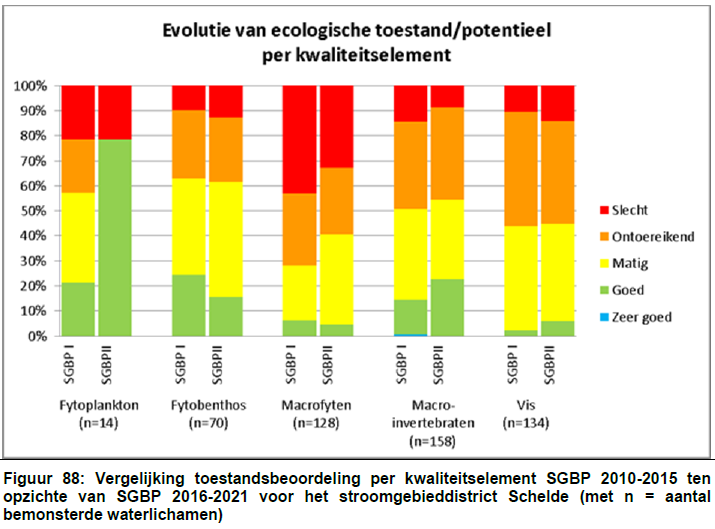 Evolutie van ecologische toestand/potentieel
per kwaliteitselement
100%
90%
80%
70%
60%
50%
40%
30%
20%
10%
0%
SGBP I
SGBPII
SGBP I
SGBPII
SGBP I
SGBPII
SGBP I
SGBPII
SGBP I
SGBPII
Fytoplankton
(n=14)
Fytobenthos
(n=70)
Macrofyten
(n=128)
Macro-
invertebraten
(n=158)
Vis
(n=134)
Slecht
Ontoereikend
Matig
Goed
Zeer goed
Figuur 88: Vergelijking toestandsbeoordeling per kwaliteitselement SGBP 2010-2015 ten
opzichte van SGBP 2016-2021 voor het stroomgebieddistrict Schelde (met n = aantal
bemonsterde waterlichamen)